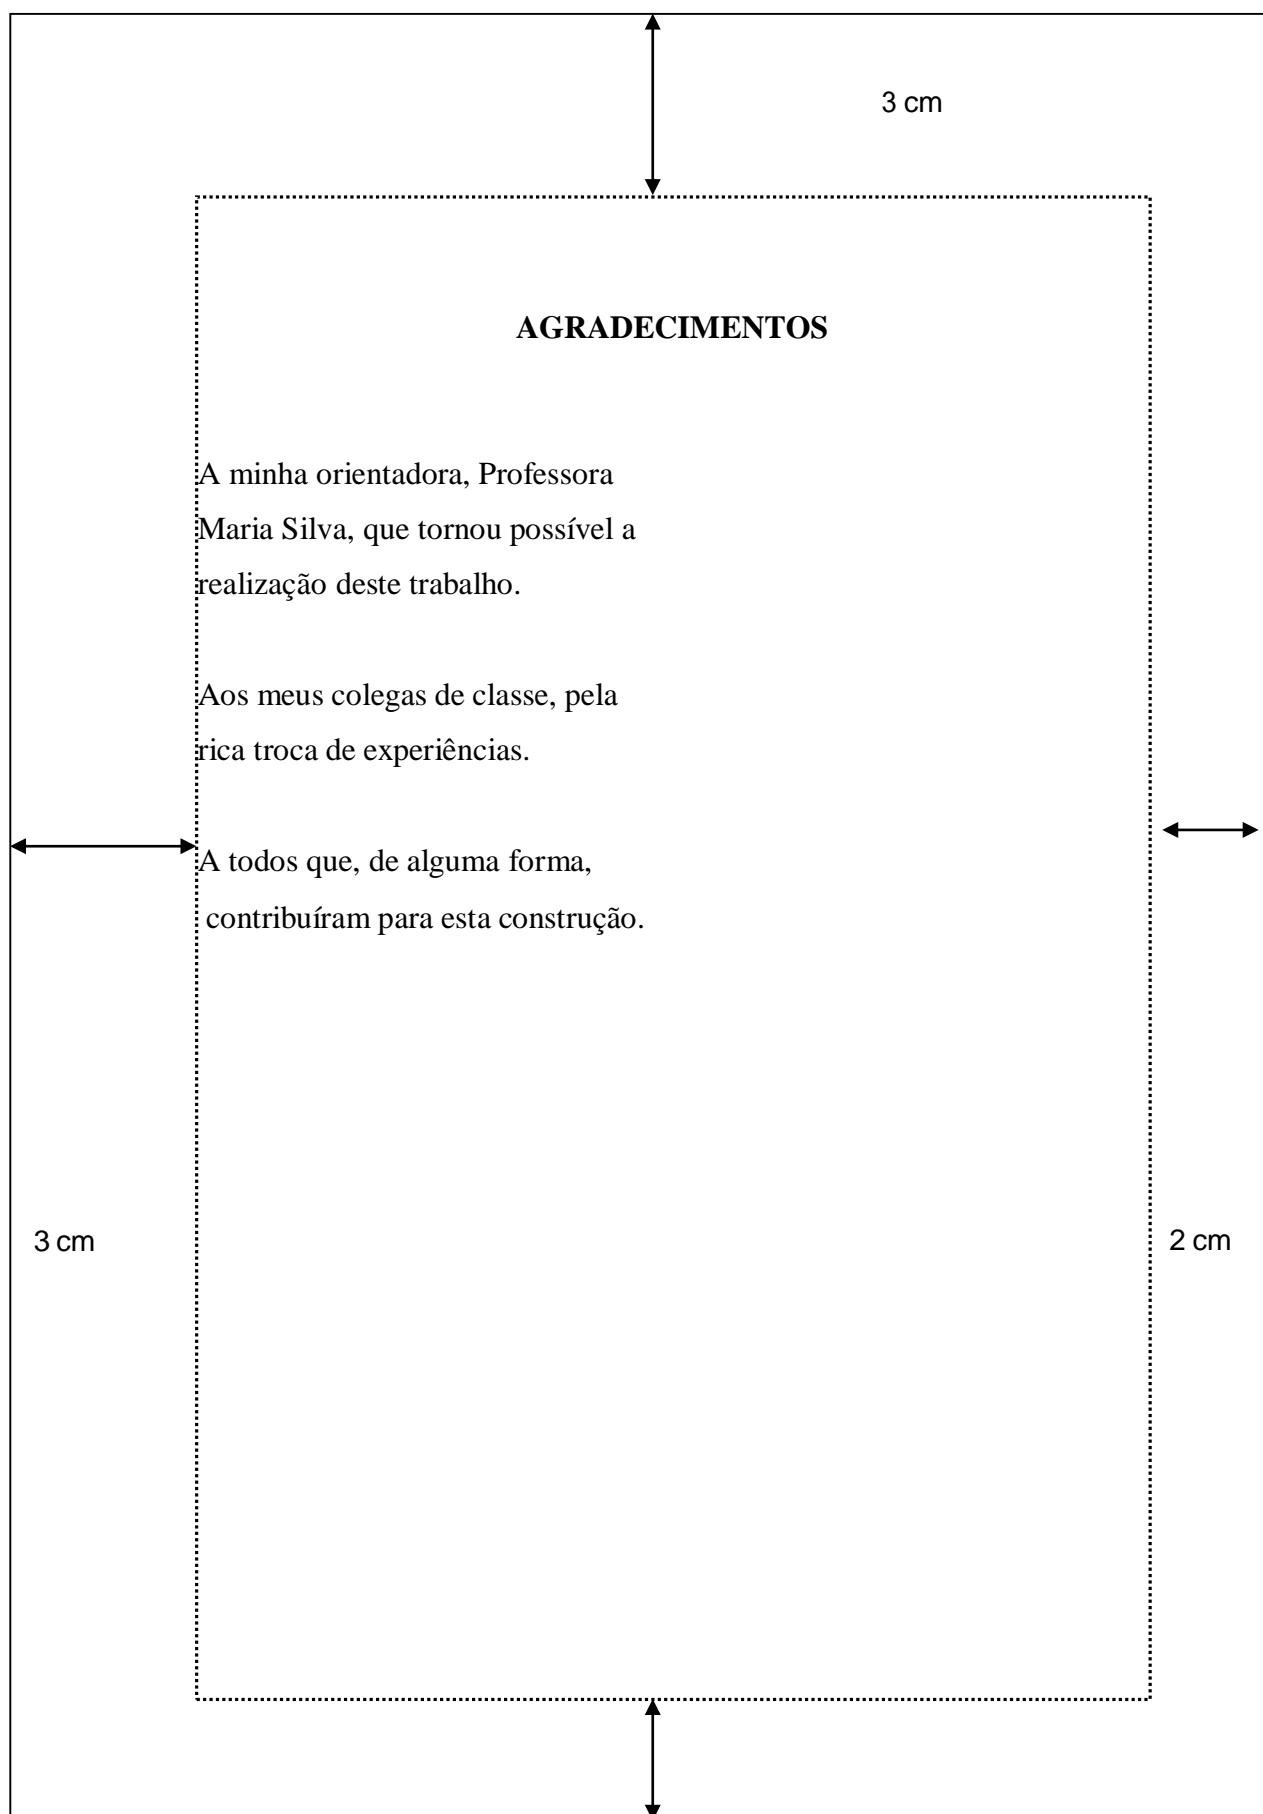 3 cm
AGRADECIMENTOS
A minha orientadora, Professora
Maria Silva, que tornou possível a
realização deste trabalho.
Aos meus colegas de classe, pela
rica troca de experiências.
A todos que, de alguma forma,
contribuíram para esta construção.
3 cm
2 cm